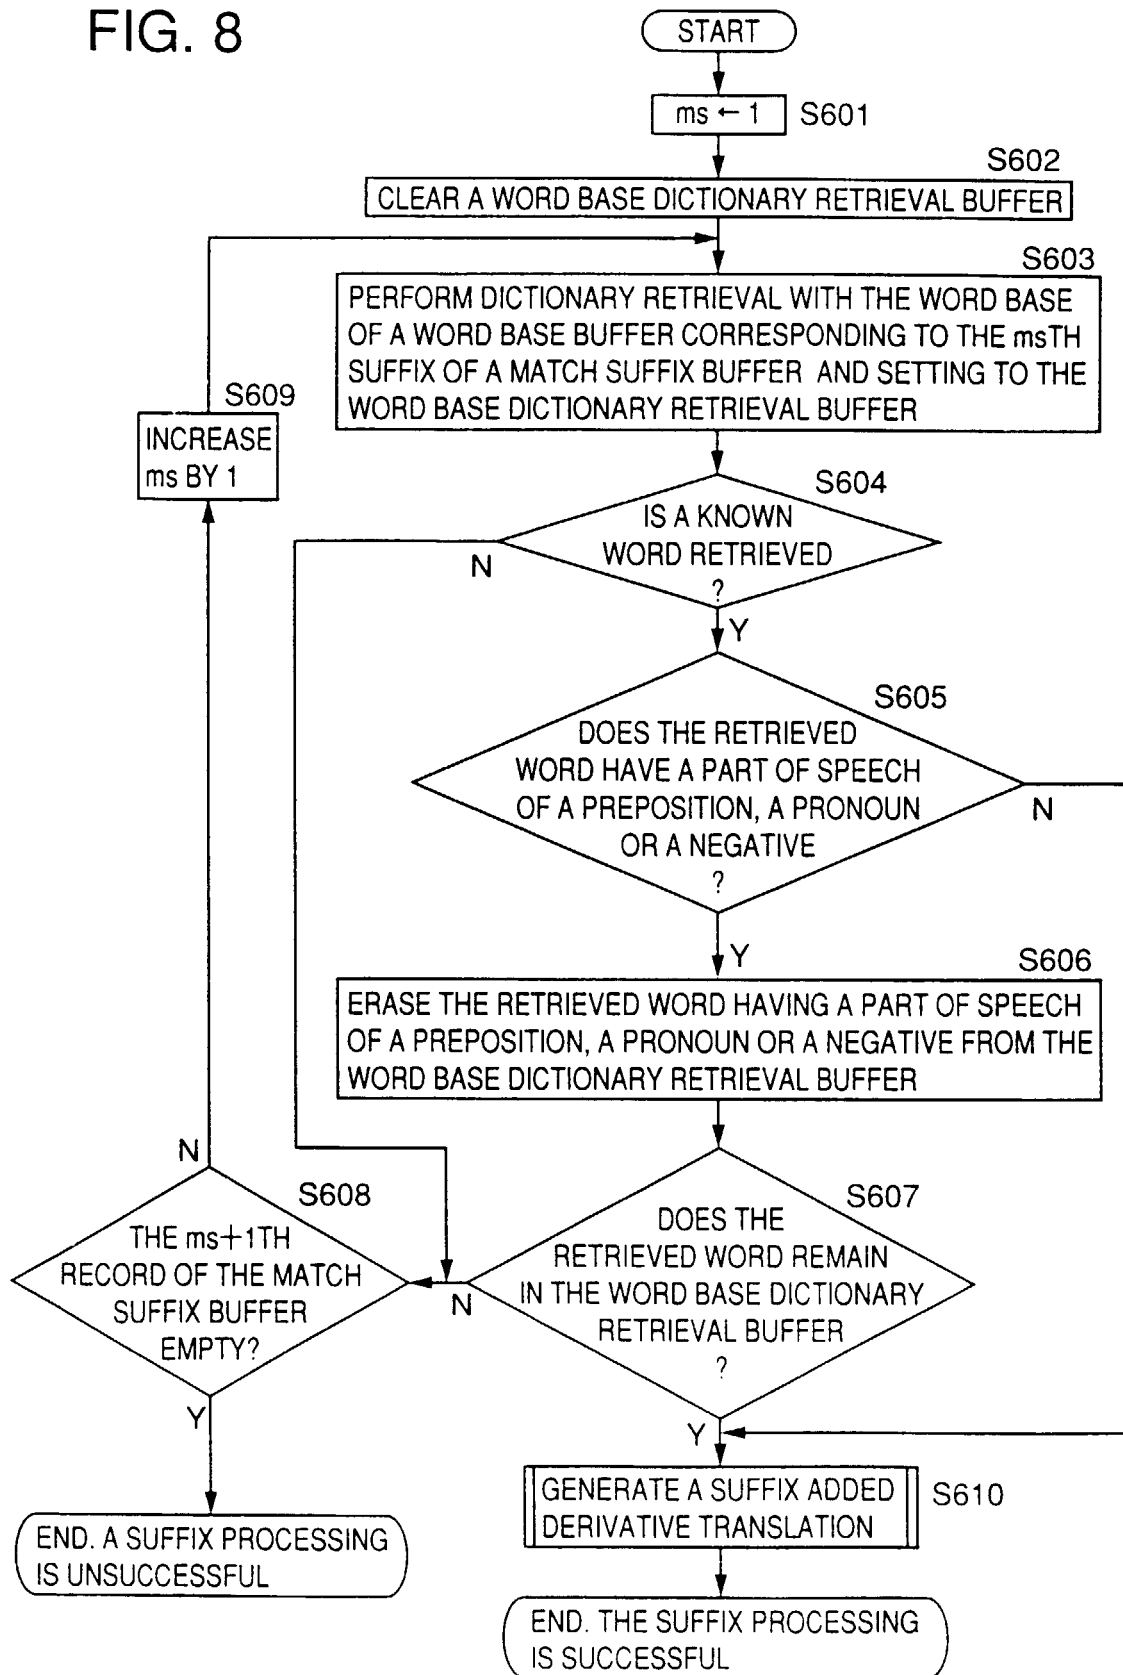 FIG. 8
START
ms ← 1
S601
S602
CLEAR A WORD BASE DICTIONARY RETRIEVAL BUFFER
S603
PERFORM DICTIONARY RETRIEVAL WITH THE WORD BASE
OF A WORD BASE BUFFER CORRESPONDING TO THE msTH
SUFFIX OF A MATCH SUFFIX BUFFER AND SETTING TO THE
WORD BASE DICTIONARY RETRIEVAL BUFFER
S609
INCREASE
ms BY 1
S604
IS A KNOWN
WORD RETRIEVED
?
N
Y
S605
DOES THE RETRIEVED
WORD HAVE A PART OF SPEECH
OF A PREPOSITION, A PRONOUN
OR A NEGATIVE
?
N
Y
S606
ERASE THE RETRIEVED WORD HAVING A PART OF SPEECH
OF A PREPOSITION, A PRONOUN OR A NEGATIVE FROM THE
WORD BASE DICTIONARY RETRIEVAL BUFFER
S607
DOES THE
RETRIEVED WORD REMAIN
IN THE WORD BASE DICTIONARY
RETRIEVAL BUFFER
?
N
Y
N
S608
THE ms+1TH
RECORD OF THE MATCH
SUFFIX BUFFER
EMPTY?
Y
GENERATE A SUFFIX ADDED
DERIVATIVE TRANSLATION
S610
END. A SUFFIX PROCESSING
IS UNSUCCESSFUL
END. THE SUFFIX PROCESSING
IS SUCCESSFUL